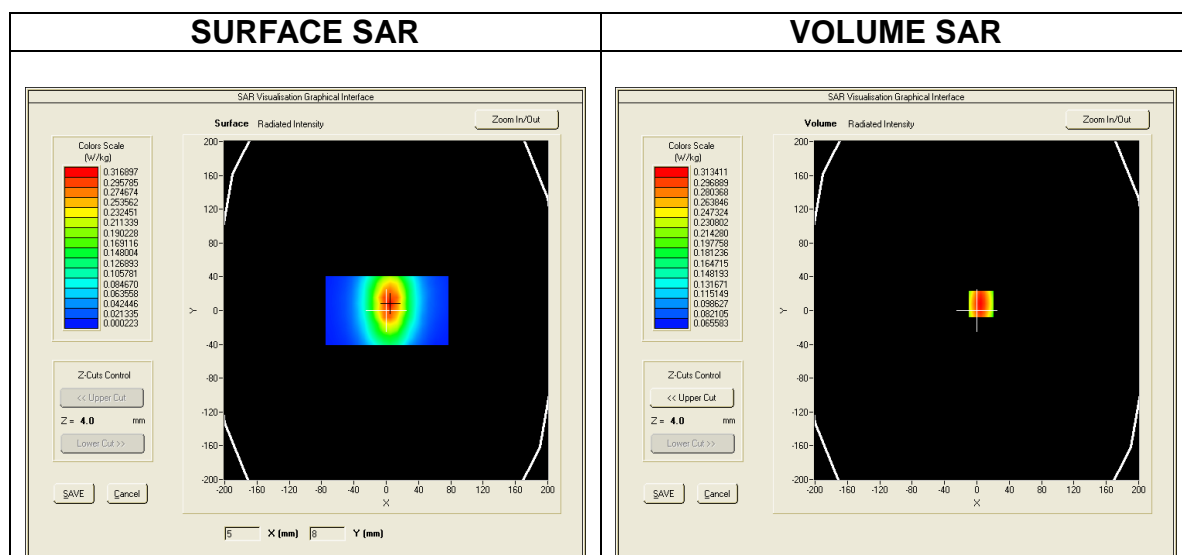 SURFACE SAR
VOLUME SAR
SAR Visualisation Graphical Interface
Surface Radiated Intensity
Zoom In/Out
Colors Scale
(W/kg)
0.316897
0.295785
0.274674
0.253562
0.232451
0.211339
0.190228
0.169116
0.148004
0.126893
0.105781
0.084670
0.063558
0.042446
0.021335
0.000223
Z-Cuts Control
<< Upper Cut
Z = 4.0 mm
Lower Cut >>
SAVE Cancel
200
160
120
80
40
0
-40
-80
-120
-160
-200
Y
-200 -160 -120 -80 -40 0 40 80 120 160 200
X
5 X (mm) 8 Y (mm)
SAR Visualisation Graphical Interface
Volume Radiated Intensity
Zoom In/Out
Colors Scale
(W/kg)
0.313411
0.296889
0.280368
0.263846
0.247324
0.230802
0.214280
0.197758
0.181236
0.164715
0.148193
0.131671
0.115149
0.098627
0.082105
0.065583
Z-Cuts Control
<< Upper Cut
Z = 4.0 mm
Lower Cut >>
SAVE Cancel
200
160
120
80
40
0
-40
-80
-120
-160
-200
Y
-200 -160 -120 -80 -40 0 40 80 120 160 200
X